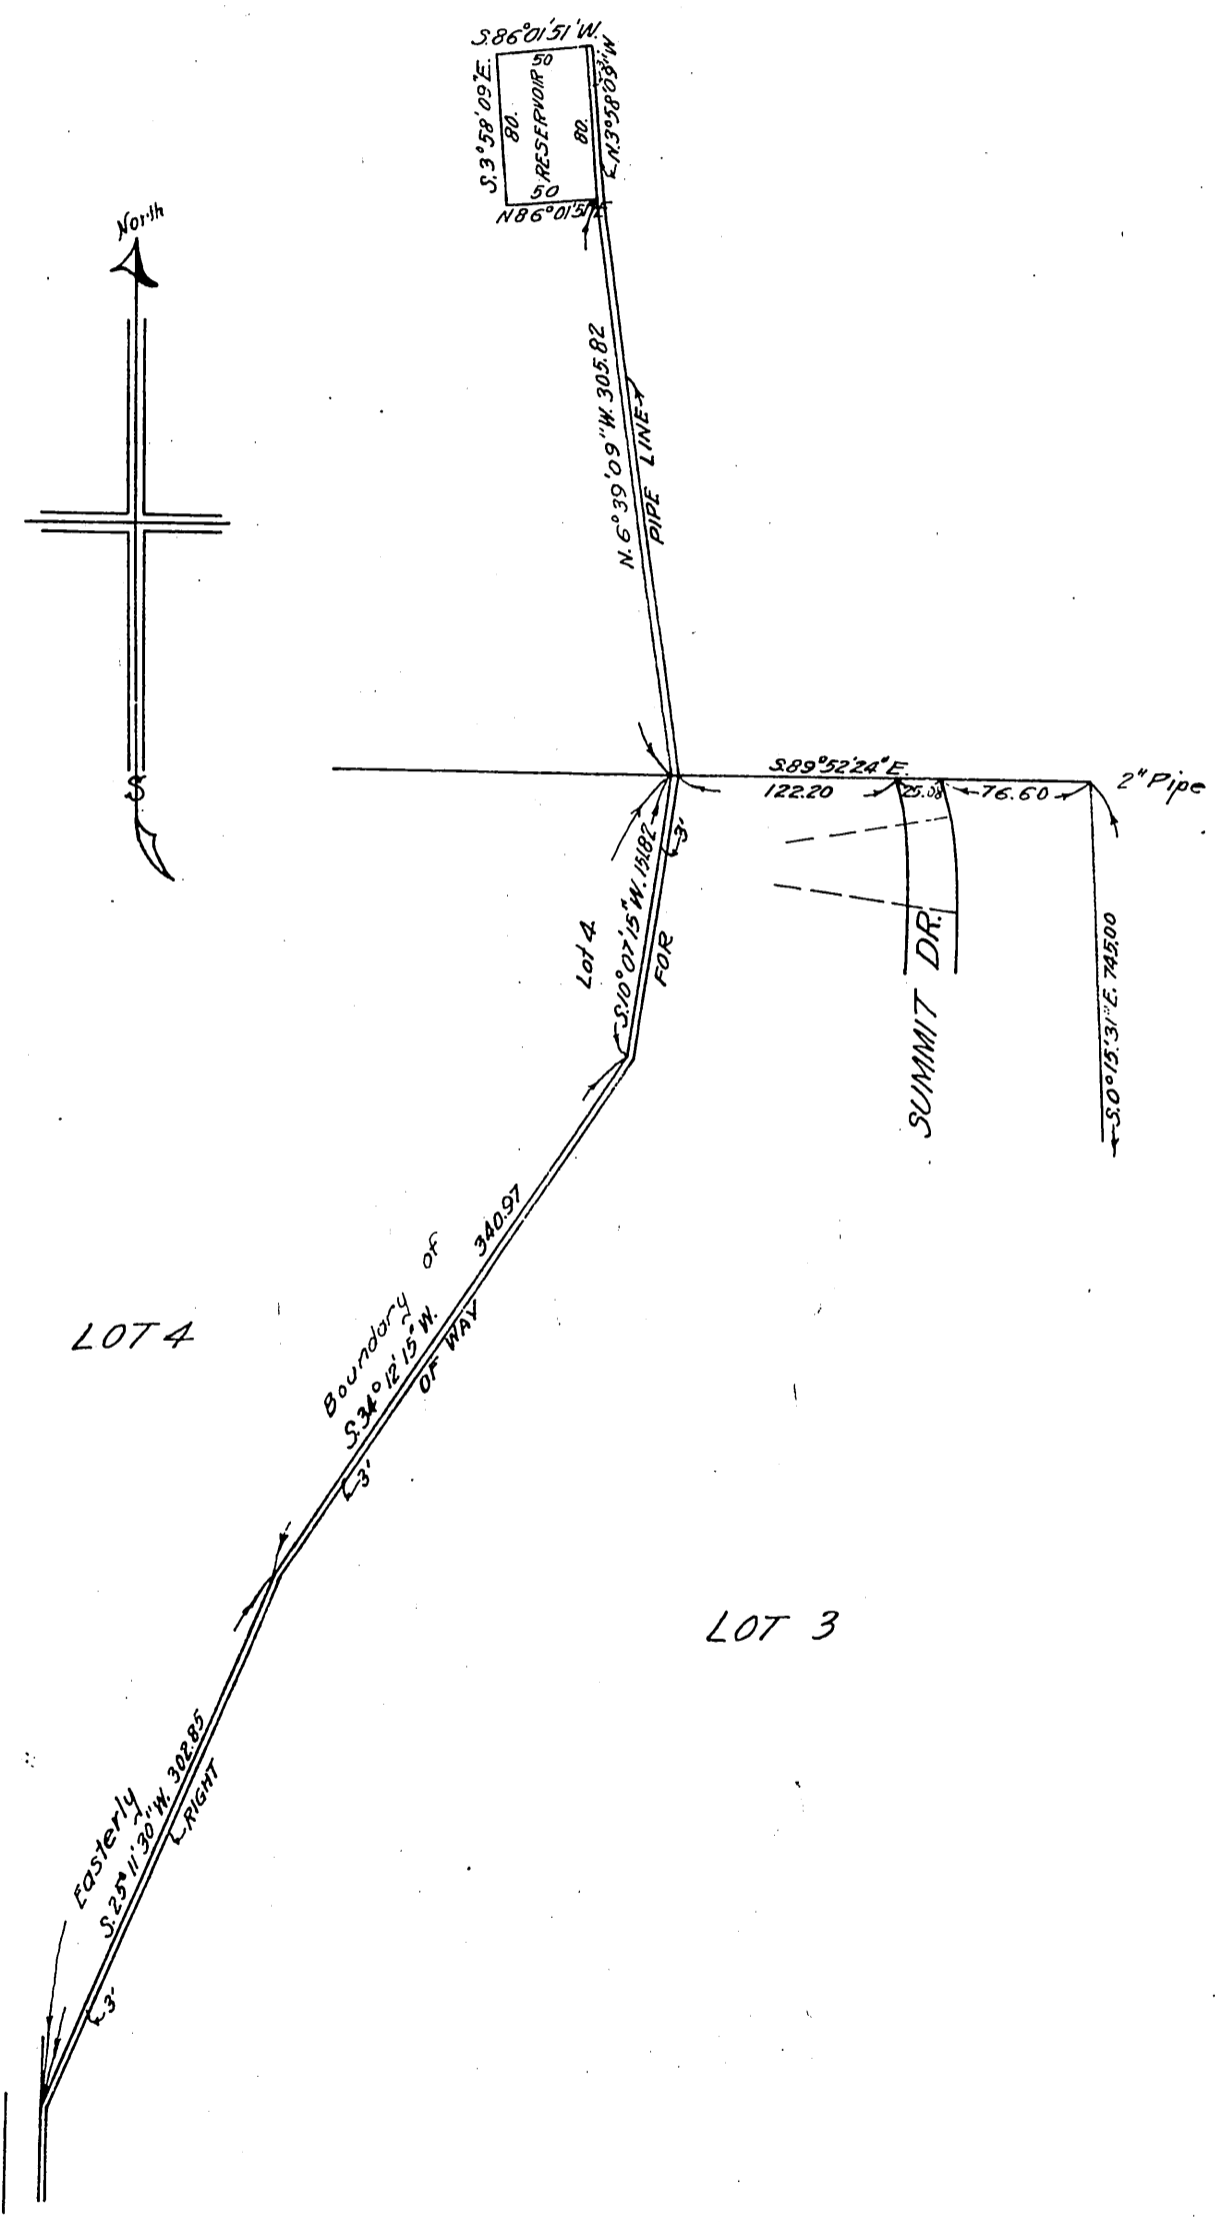 S.86°01'51"W.
50
S.3°58'09"E.
80.
RESERVOIR
80.
N.3°58'09"W
50
N86°01'51"E
North
N.6°39'09"W.305.82
PIPE LINE
S
S.89°52'24"E.
122.20
25.08
76.60
2" Pipe
S.10°07'15"W. 151.82
3'
Lot 4
FOR
SUMMIT DR.
S.0°15'31"E. 745.00
340.97
Boundary of
S.34°12'15"W.
OF WAY
3'
LOT 4
LOT 3
Easterly
S.25°11'30"W. 302.85
RIGHT
3'